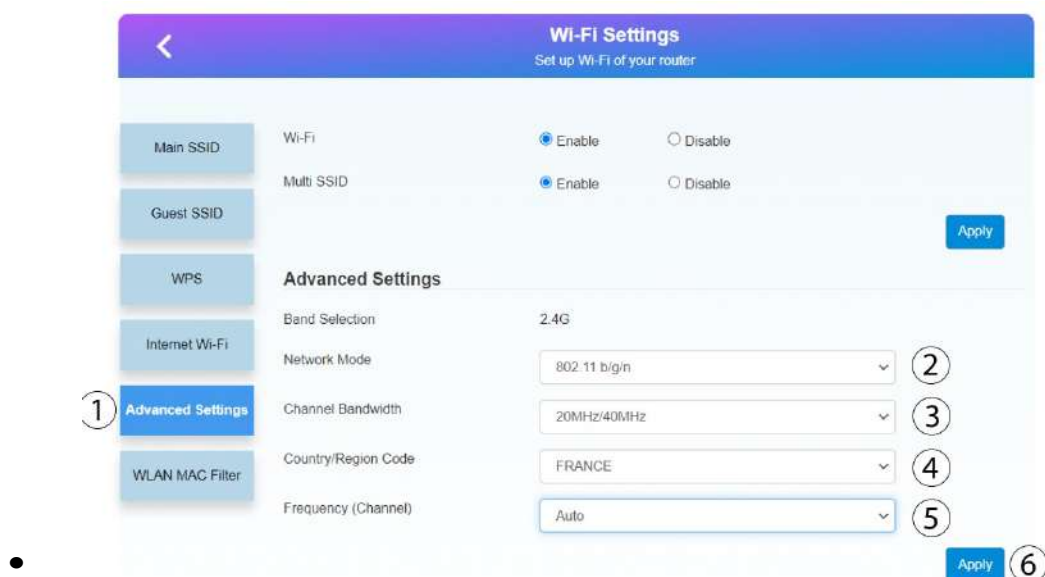 Wi-Fi Settings
Set up Wi-Fi of your router
Main SSID
Guest SSID
WPS
Internet Wi-Fi
① Advanced Settings
WLAN MAC Filter
Wi-Fi Enable Disable
Multi SSID Enable Disable
Apply
Advanced Settings
Band Selection 2.4G
Network Mode 802.11 b/g/n ②
Channel Bandwidth 20MHz/40MHz ③
Country/Region Code FRANCE ④
Frequency (Channel) Auto ⑤
Apply ⑥